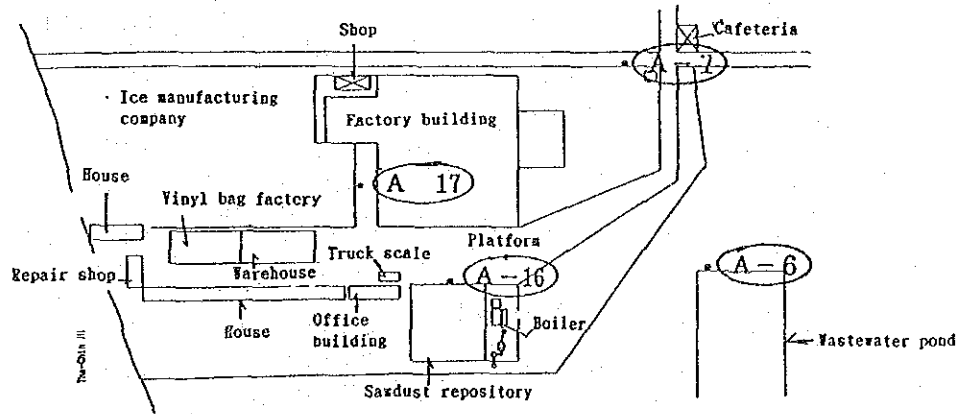 Shop
Cafeteria
A - 7
· Ice manufacturing
company
Factory building
House
A 17
Vinyl bag factory
Platform
Truck scale
Repair shop
Warehouse
A - 16
A - 6
House
Office
building
Boiler
Wastewater pond
Sawdust repository